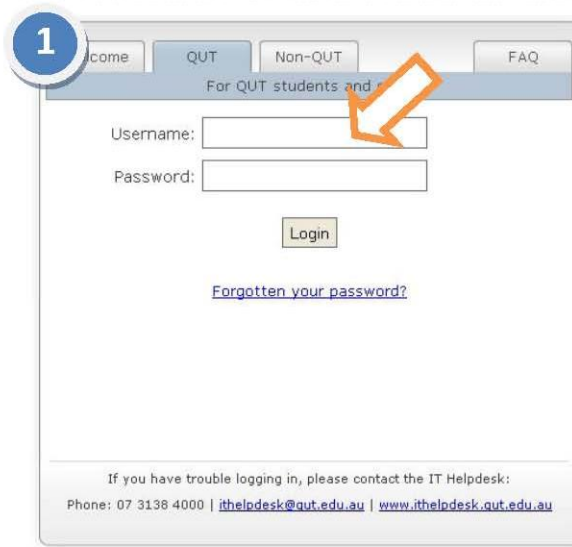 1
come QUT Non-QUT FAQ
For QUT students and
Username:
Password:
Login
Forgotten your password?
If you have trouble logging in, please contact the IT Helpdesk:
Phone: 07 3138 4000 | ithelpdesk@qut.edu.au | www.ithelpdesk.qut.edu.au